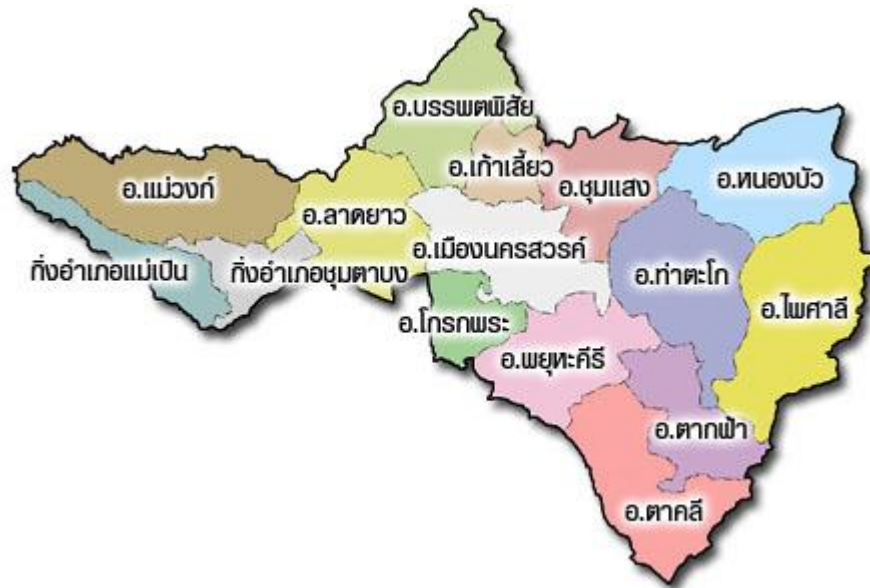 อ.บรรพตพิสัย
อ.เก้าเลี้ยว
อ.แม่วงก์
อ.ชุมแสง
อ.หนองบัว
อ.ลาดยาว
อ.เมืองนครสวรรค์
กิ่งอำเภอแม่เปิน
กิ่งอำเภอชุมตาบง
อ.ท่าตะโก
อ.ไพศาลี
อ.โกรกพระ
อ.พยุหะคีรี
อ.ตากฟ้า
อ.ตาคลี